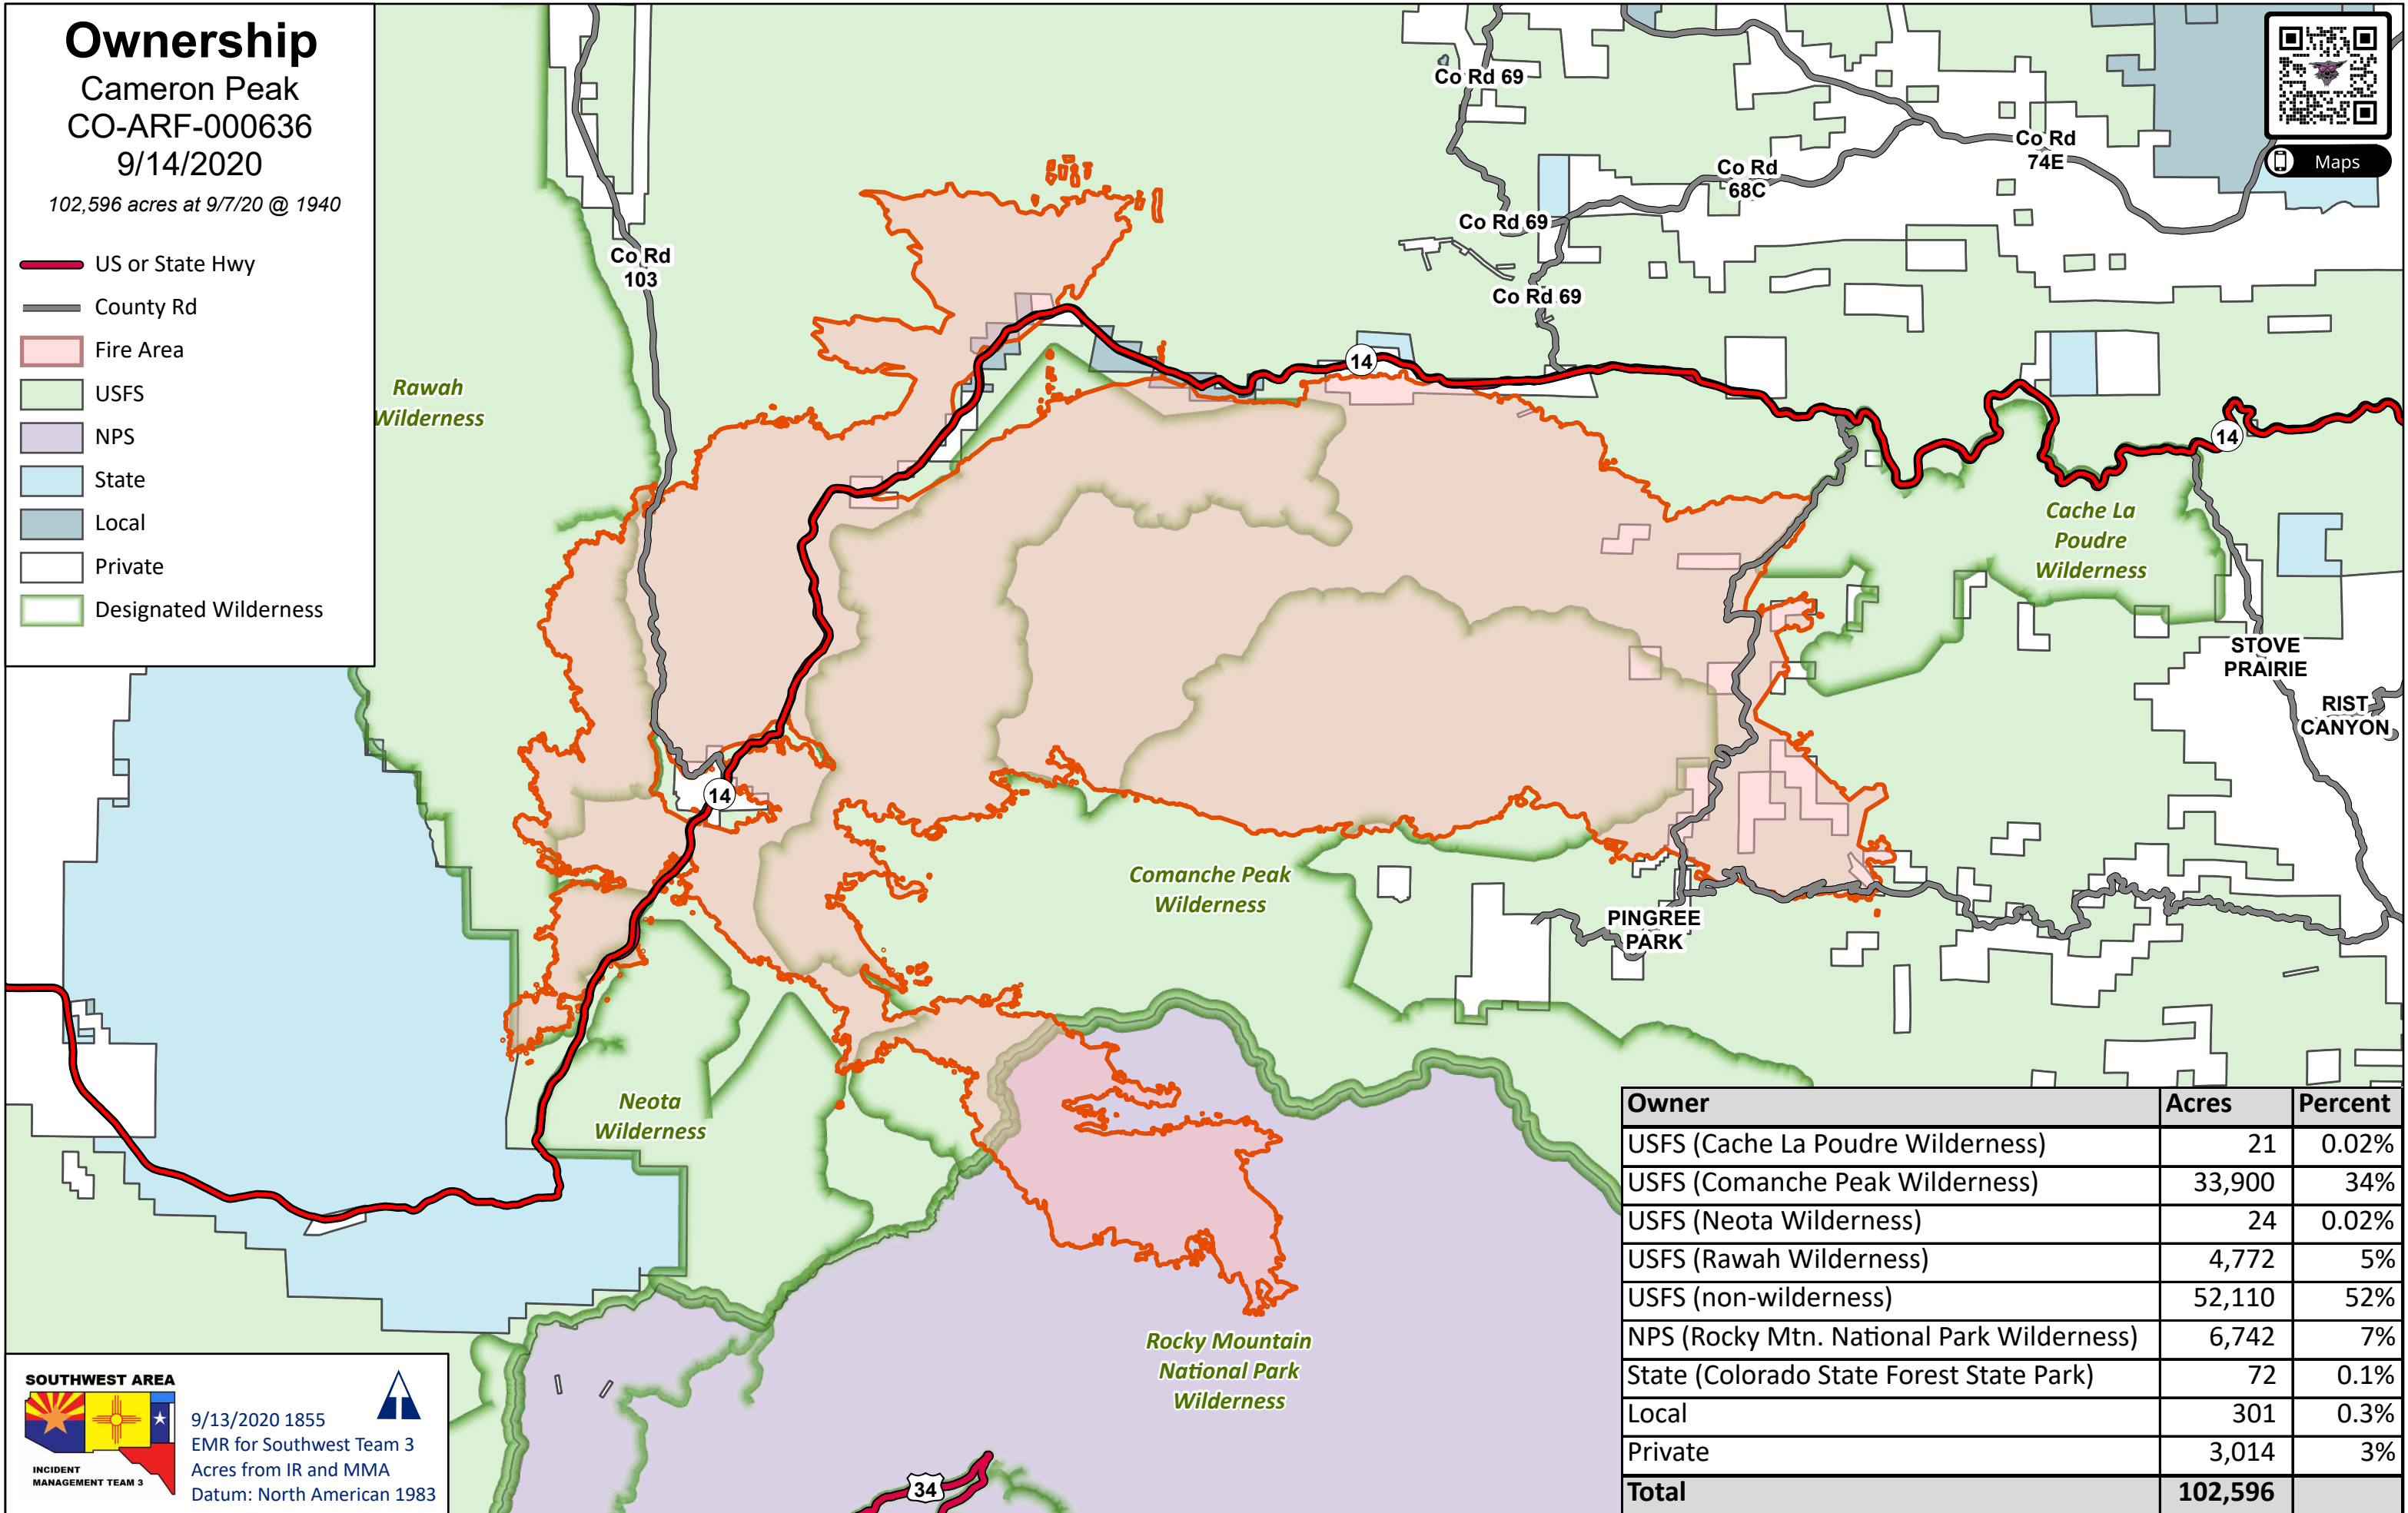 Ownership
Cameron Peak
CO-ARF-000636
9/14/2020
102,596 acres at 9/7/20 @ 1940
US or State Hwy
County Rd
Fire Area
USFS
NPS
State
Local
Private
Designated Wilderness
Maps
Co Rd 69
Co Rd
74E
Co Rd
68C
Co Rd 69
Co Rd
103
Co Rd 69
14
Rawah
Wilderness
14
Cache La
Poudre
Wilderness
STOVE
PRAIRIE
RIST
CANYON
14
Comanche Peak
Wilderness
PINGREE
PARK
Neota
Wilderness
Rocky Mountain
National Park
Wilderness
34
Owner Acres Percent
USFS (Cache La Poudre Wilderness) 21 0.02%
USFS (Comanche Peak Wilderness) 33,900 34%
USFS (Neota Wilderness) 24 0.02%
USFS (Rawah Wilderness) 4,772 5%
USFS (non-wilderness) 52,110 52%
NPS (Rocky Mtn. National Park Wilderness) 6,742 7%
State (Colorado State Forest State Park) 72 0.1%
Local 301 0.3%
Private 3,014 3%
Total 102,596
SOUTHWEST AREA
INCIDENT
MANAGEMENT TEAM 3
9/13/2020 1855
EMR for Southwest Team 3
Acres from IR and MMA
Datum: North American 1983